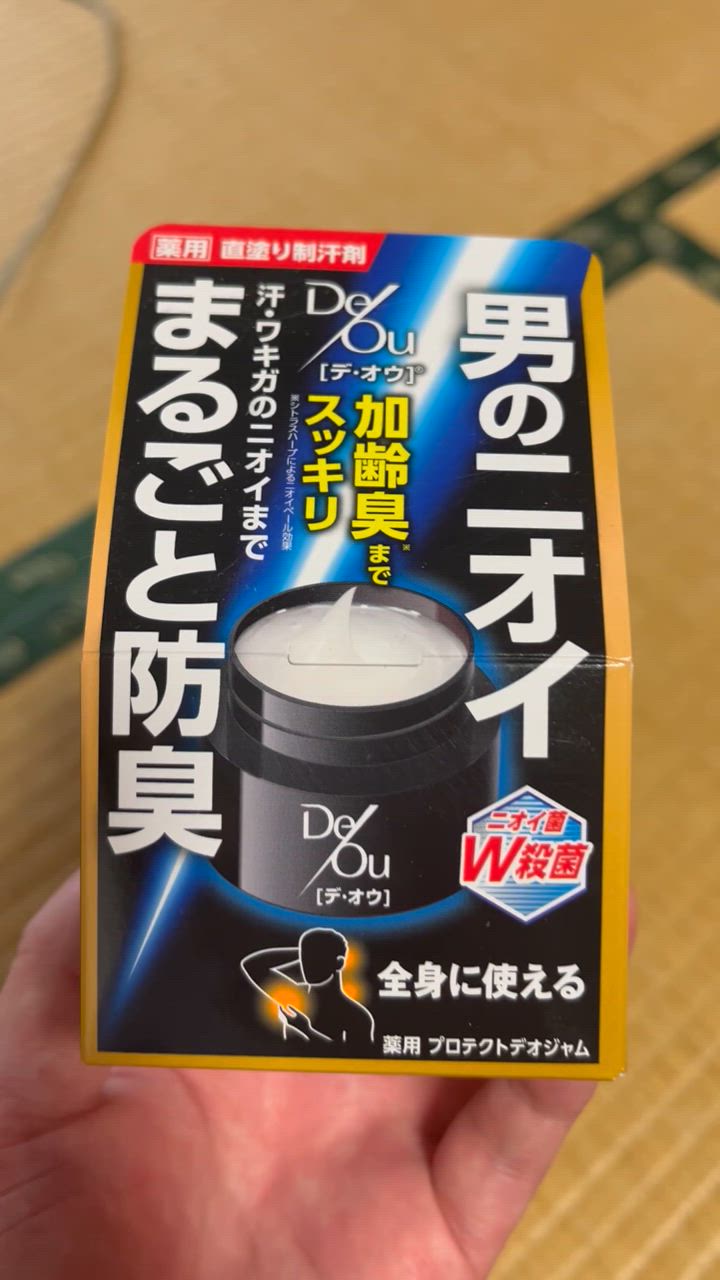 薬用 直塗り制汗剤
男のニオイ
まるごと防臭
De/Ou
[デ・オウ]®
加齢臭まで※
スッキリ
※シトラスハーブによるニオイベール効果
汗・ワキガのニオイまで
De/Ou
[デ・オウ]
ニオイ菌
W殺菌
全身に使える
薬用 プロテクトデオジャム